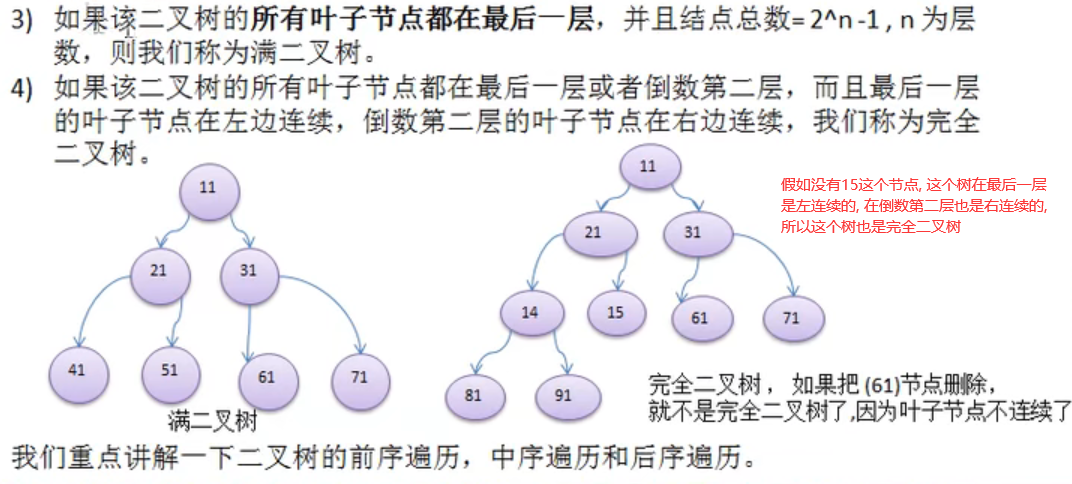 3) 如果该二叉树的所有叶子节点都在最后一层，并且结点总数= 2^n -1 , n 为层
数，则我们称为满二叉树。
4) 如果该二叉树的所有叶子节点都在最后一层或者倒数第二层，而且最后一层
的叶子节点在左边连续，倒数第二层的叶子节点在右边连续，我们称为完全
二叉树。
11
21
31
41
51
61
71
满二叉树
11
21
31
14
15
61
71
81
91
假如没有15这个节点, 这个树在最后一层
是左连续的, 在倒数第二层也是右连续的,
所以这个树也是完全二叉树
完全二叉树， 如果把 (61)节点删除，
就不是完全二叉树了,因为叶子节点不连续了
我们重点讲解一下二叉树的前序遍历，中序遍历和后序遍历。